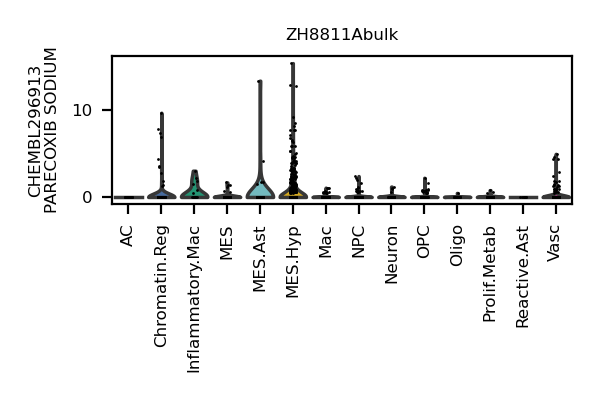 ZH8811Abulk
CHEMBL296913
PARECOXIB SODIUM
10
0
AC
Chromatin.Reg
Inflammatory.Mac
MES
MES.Ast
MES.Hyp
Mac
NPC
Neuron
OPC
Oligo
Prolif.Metab
Reactive.Ast
Vasc